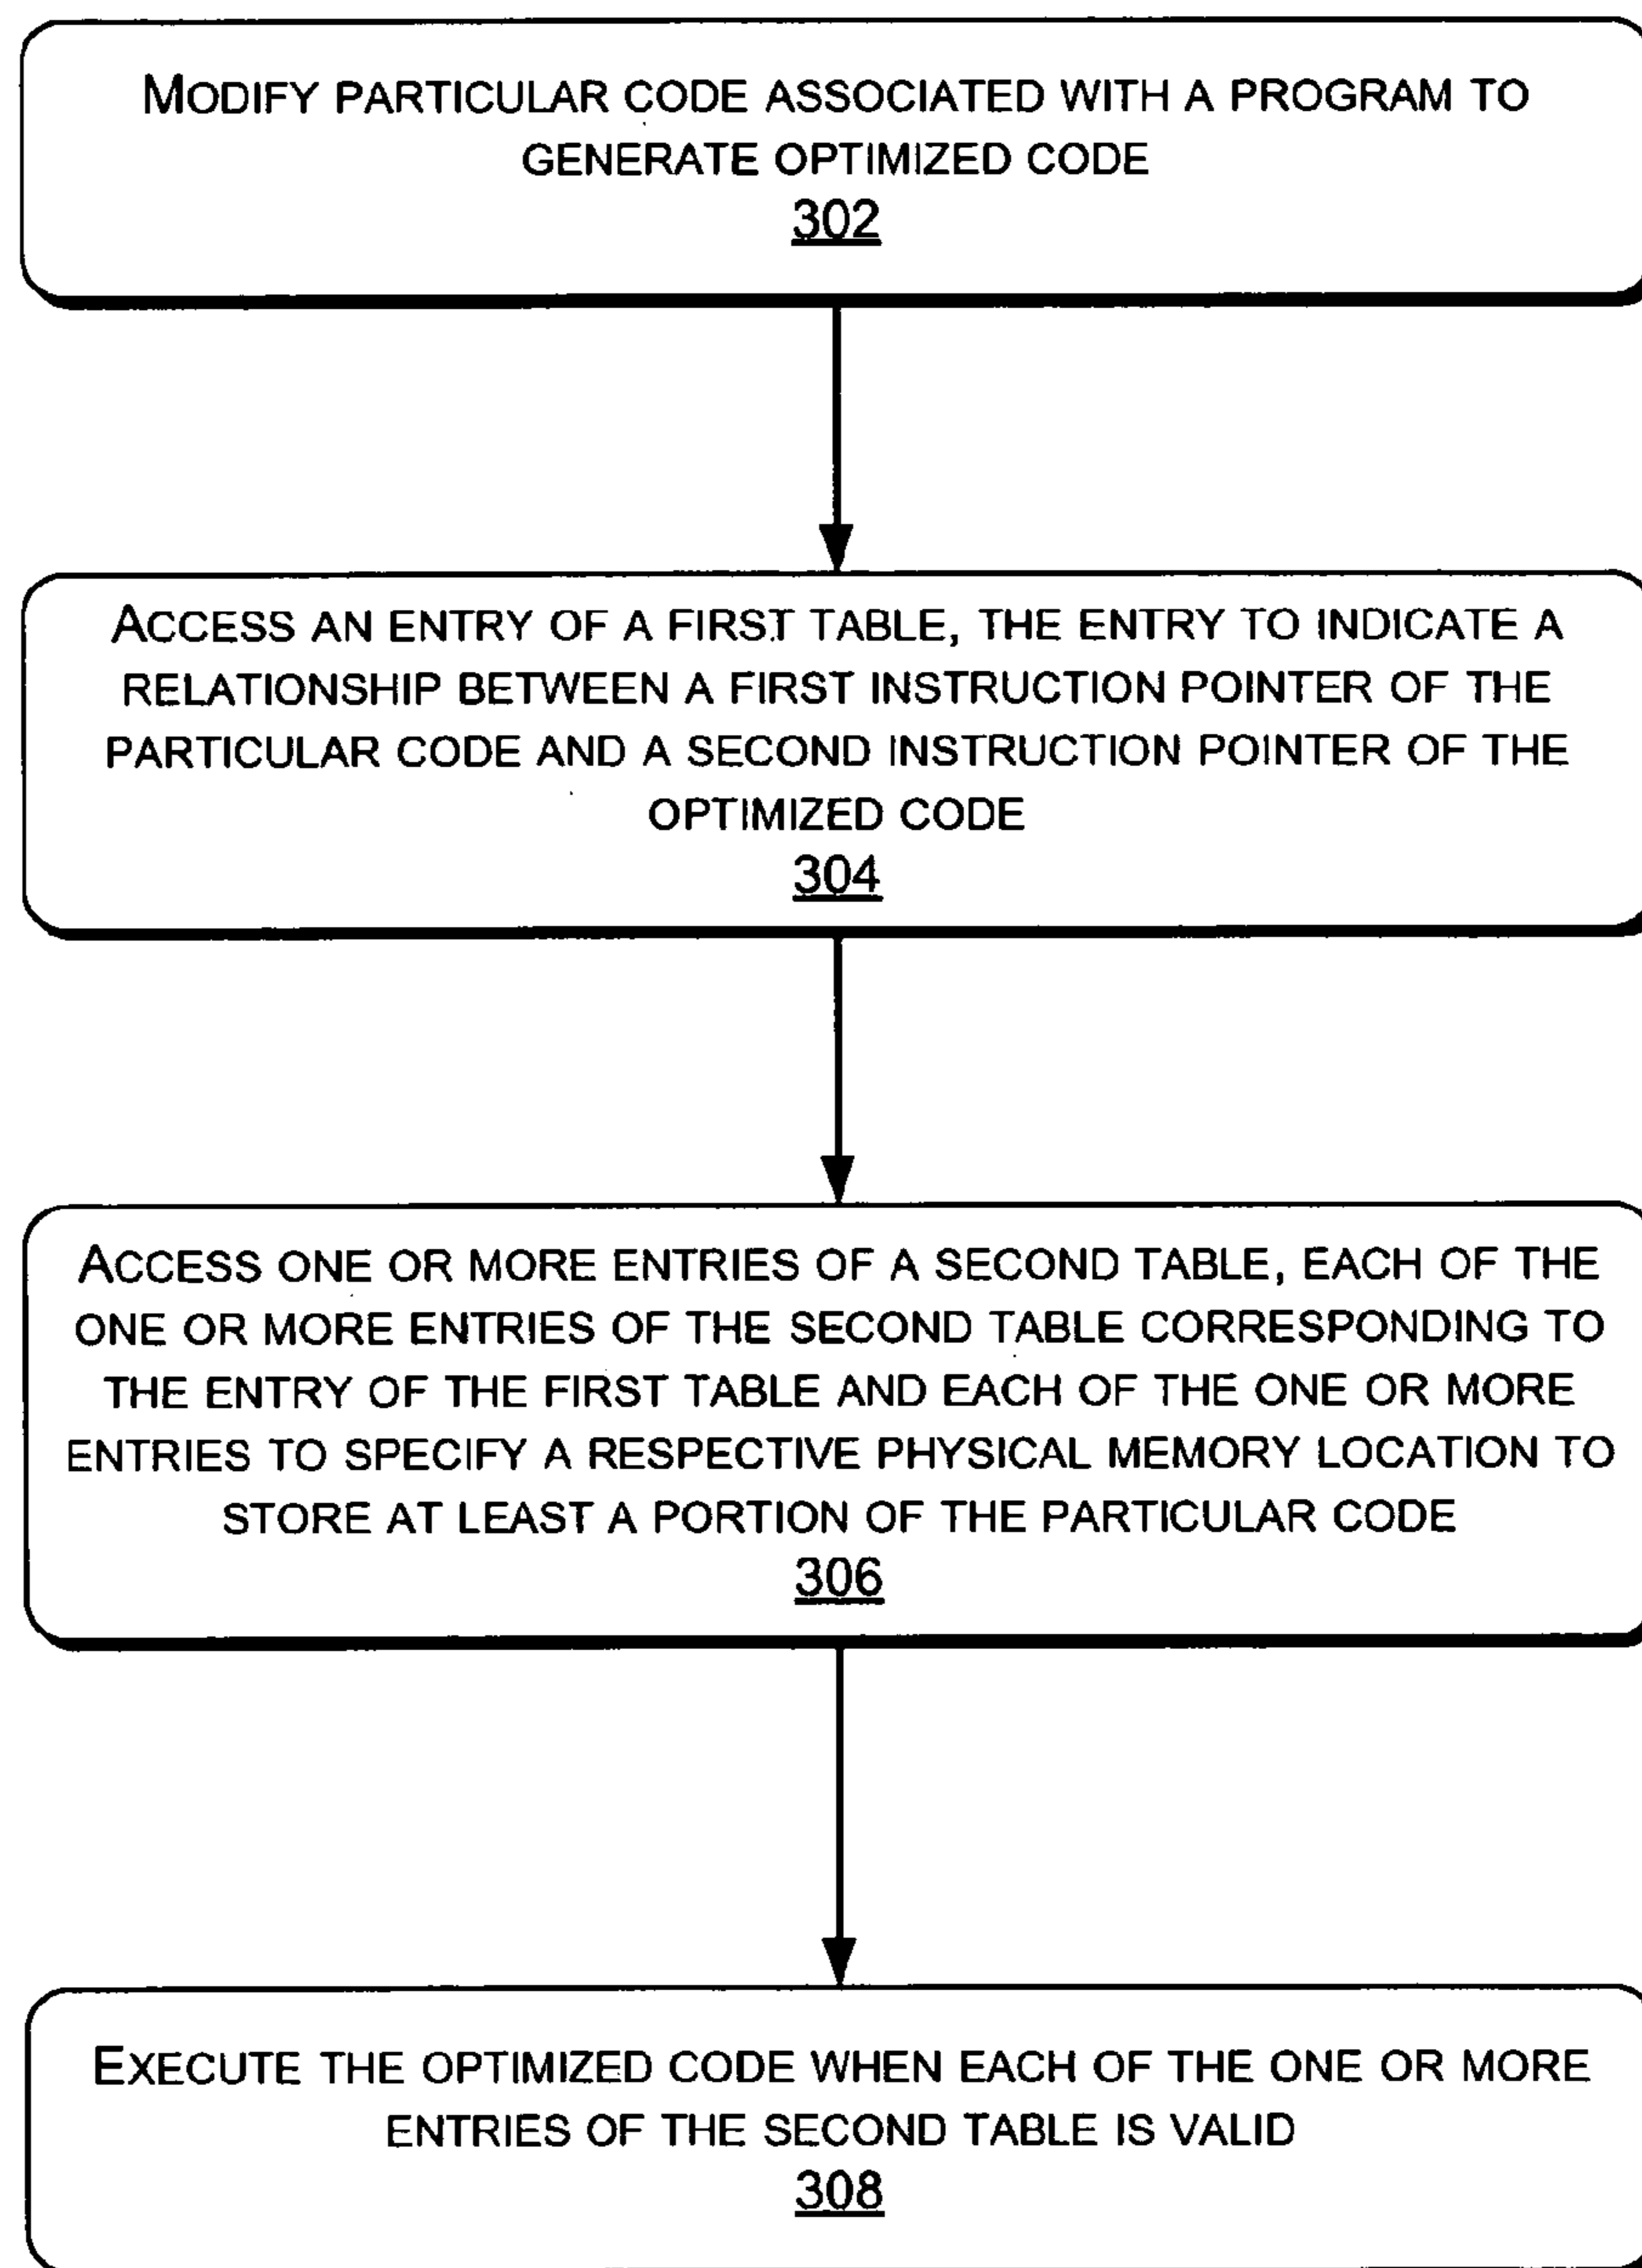 MODIFY PARTICULAR CODE ASSOCIATED WITH A PROGRAM TO
GENERATE OPTIMIZED CODE
302
ACCESS AN ENTRY OF A FIRST TABLE, THE ENTRY TO INDICATE A
RELATIONSHIP BETWEEN A FIRST INSTRUCTION POINTER OF THE
PARTICULAR CODE AND A SECOND INSTRUCTION POINTER OF THE
OPTIMIZED CODE
304
ACCESS ONE OR MORE ENTRIES OF A SECOND TABLE, EACH OF THE
ONE OR MORE ENTRIES OF THE SECOND TABLE CORRESPONDING TO
THE ENTRY OF THE FIRST TABLE AND EACH OF THE ONE OR MORE
ENTRIES TO SPECIFY A RESPECTIVE PHYSICAL MEMORY LOCATION TO
STORE AT LEAST A PORTION OF THE PARTICULAR CODE
306
EXECUTE THE OPTIMIZED CODE WHEN EACH OF THE ONE OR MORE
ENTRIES OF THE SECOND TABLE IS VALID
308